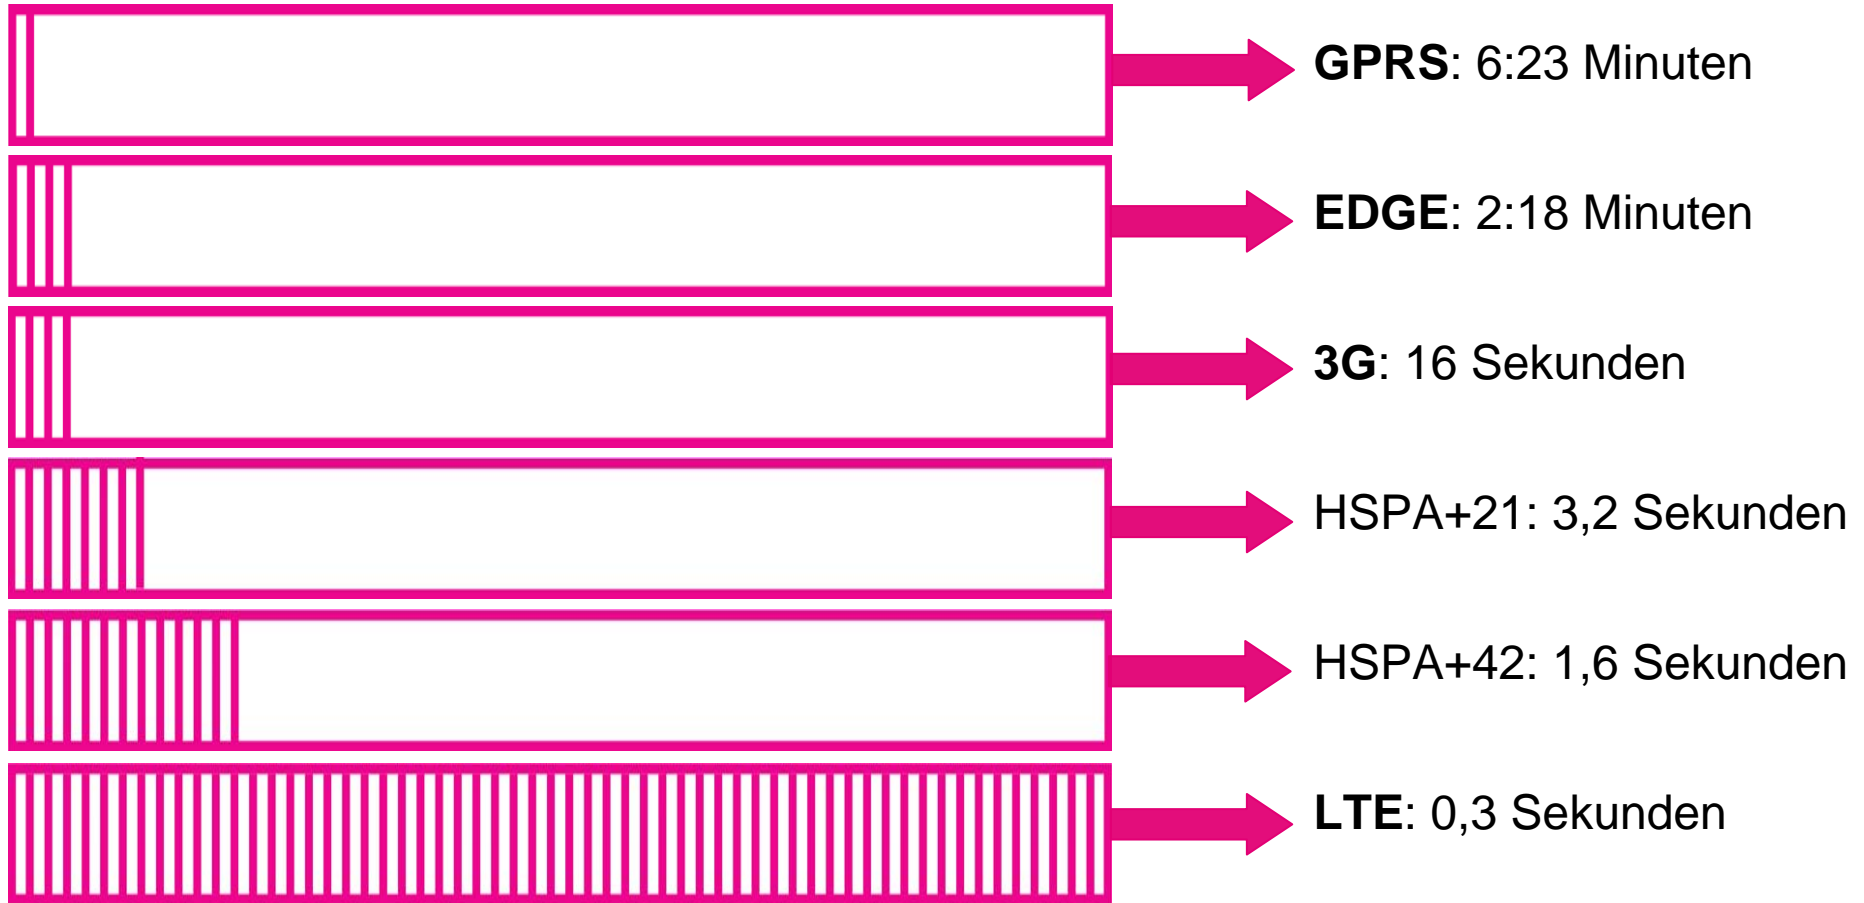 GPRS: 6:23 Minuten
EDGE: 2:18 Minuten
3G: 16 Sekunden
HSPA+21: 3,2 Sekunden
HSPA+42: 1,6 Sekunden
LTE: 0,3 Sekunden